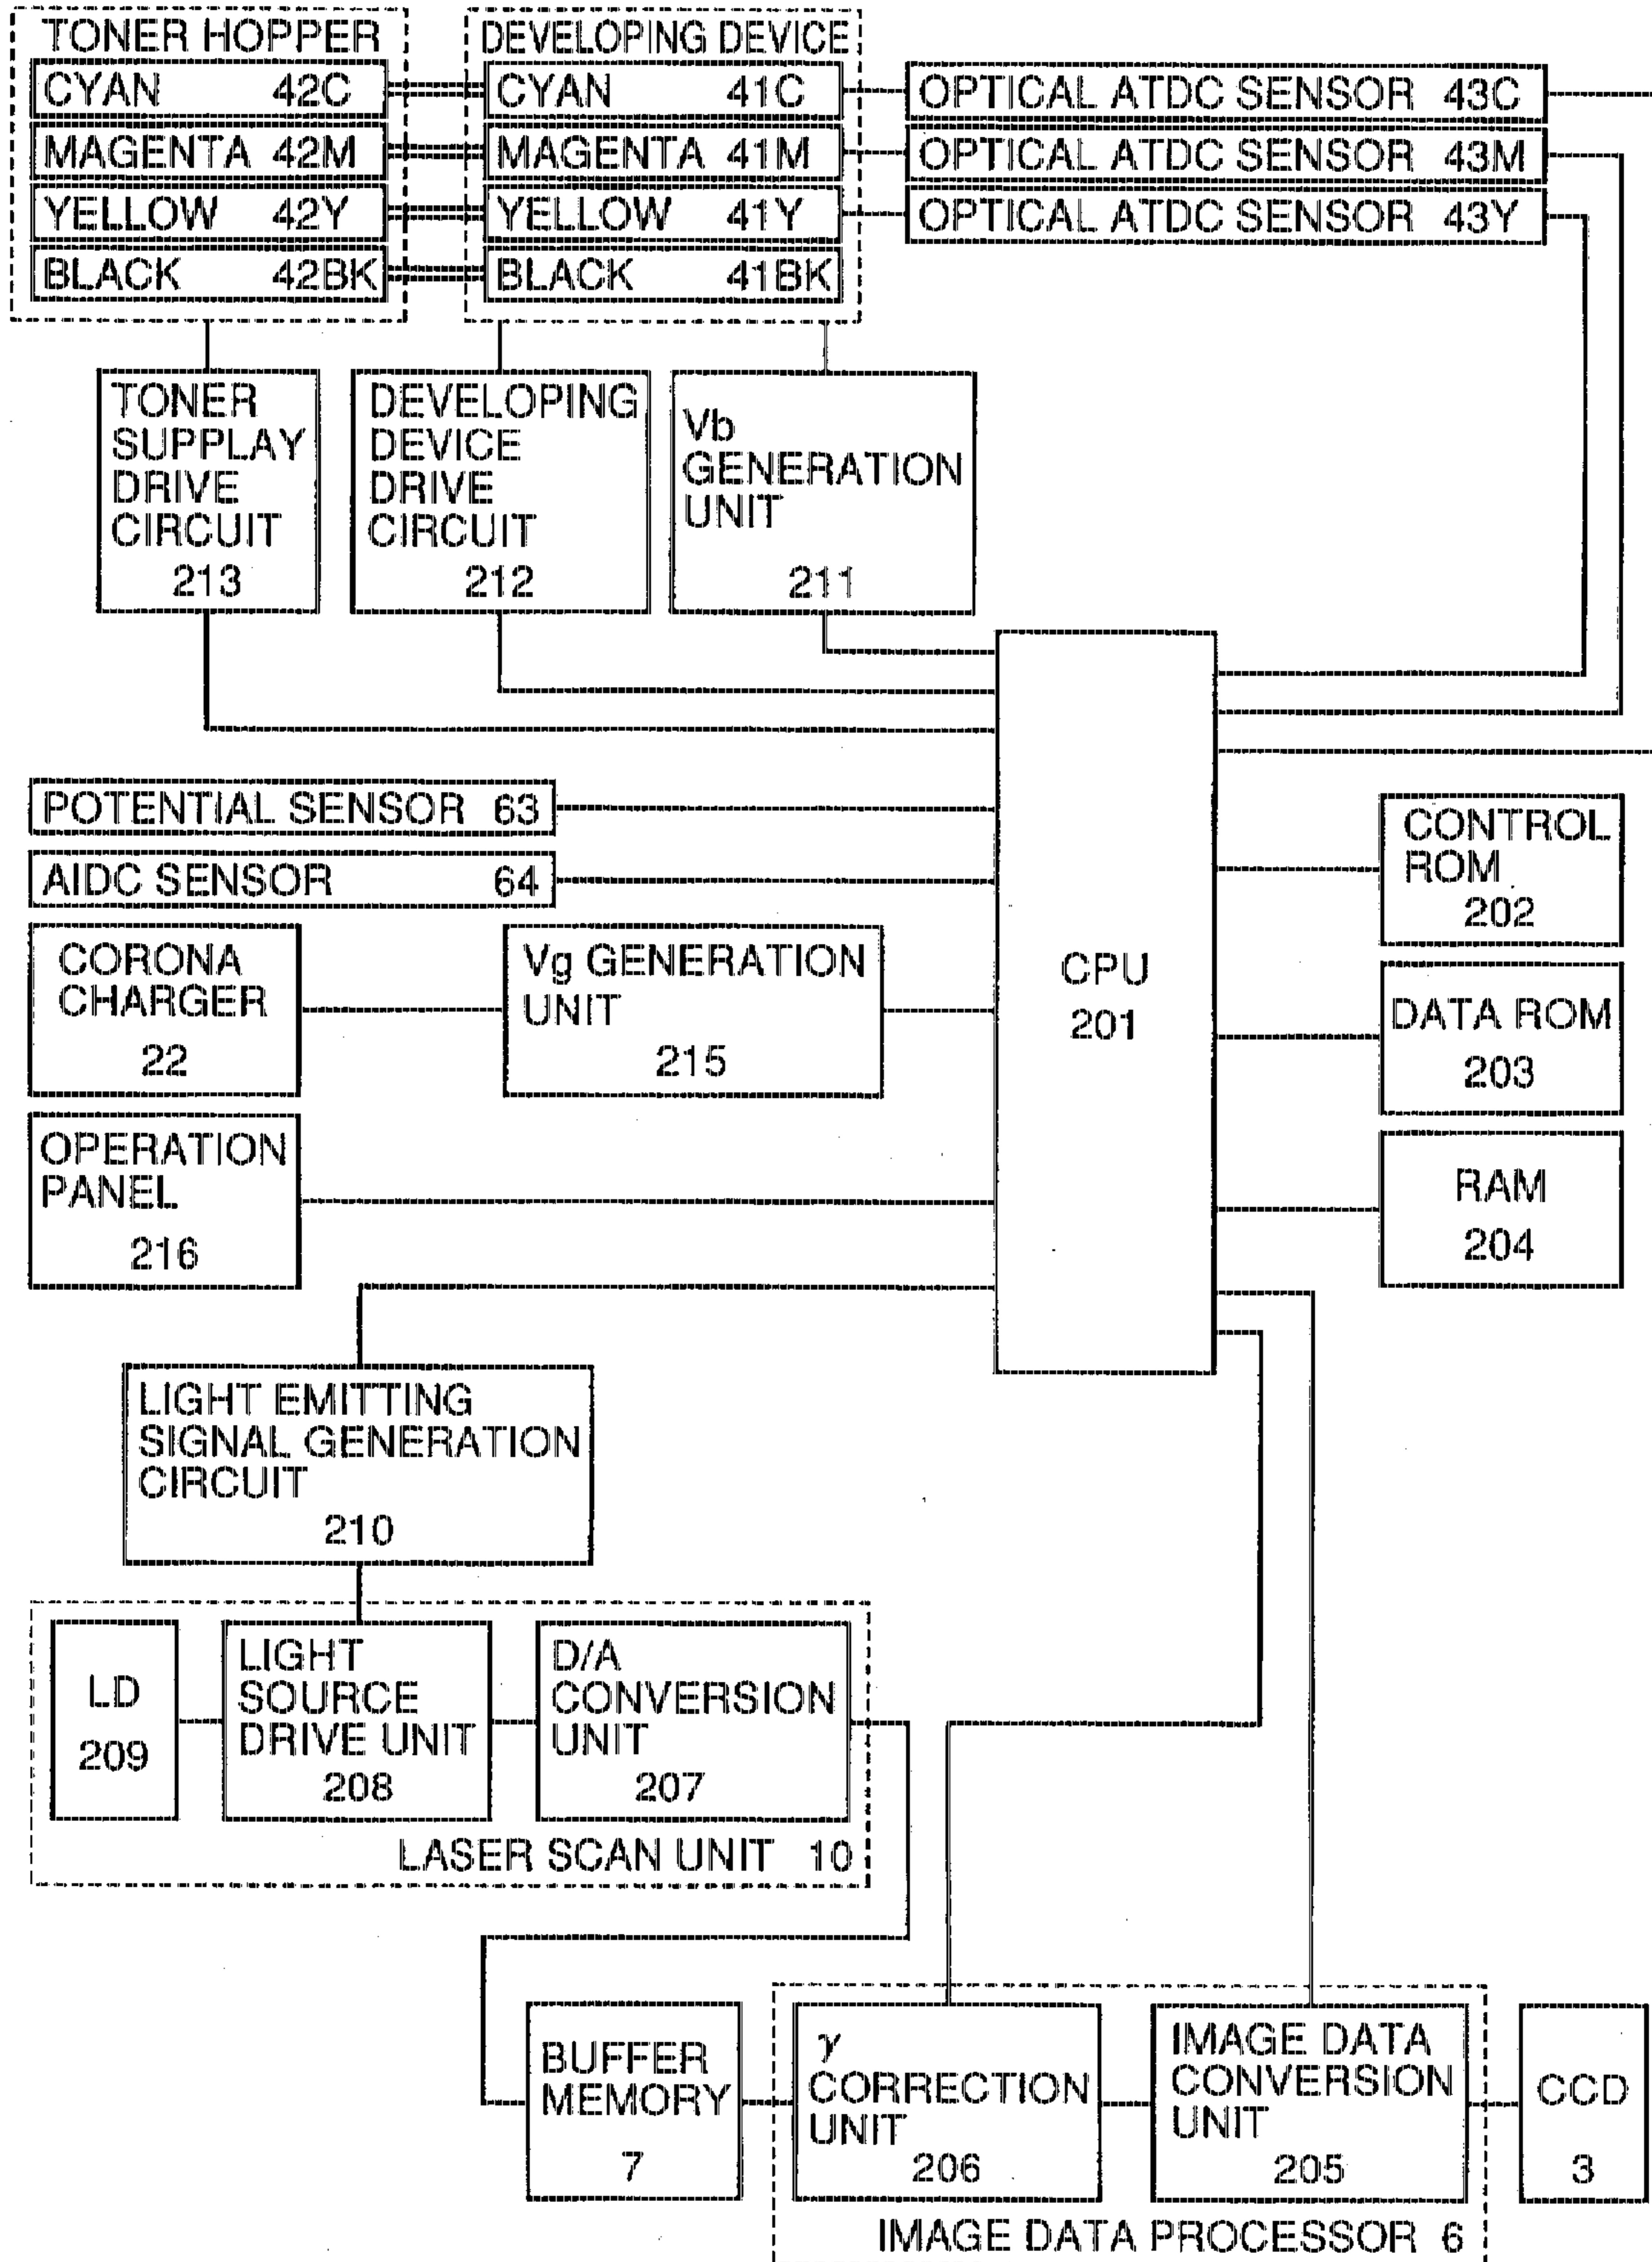 TONER HOPPER
CYAN 42C
MAGENTA 42M
YELLOW 42Y
BLACK 42BK
DEVELOPING DEVICE
CYAN 41C
MAGENTA 41M
YELLOW 41Y
BLACK 41BK
OPTICAL ATDC SENSOR 43C
OPTICAL ATDC SENSOR 43M
OPTICAL ATDC SENSOR 43Y
TONER
SUPPLAY
DRIVE
CIRCUIT
213
DEVELOPING
DEVICE
DRIVE
CIRCUIT
212
Vb
GENERATION
UNIT
211
POTENTIAL SENSOR 63
AIDC SENSOR 64
CORONA
CHARGER
22
Vg GENERATION
UNIT
215
OPERATION
PANEL
216
CPU
201
CONTROL
ROM
202
DATA ROM
203
RAM
204
LIGHT EMITTING
SIGNAL GENERATION
CIRCUIT
210
LD
209
LIGHT
SOURCE
DRIVE UNIT
208
D/A
CONVERSION
UNIT
207
LASER SCAN UNIT 10
BUFFER
MEMORY
7
γ
CORRECTION
UNIT
206
IMAGE DATA
CONVERSION
UNIT
205
CCD
3
IMAGE DATA PROCESSOR 6